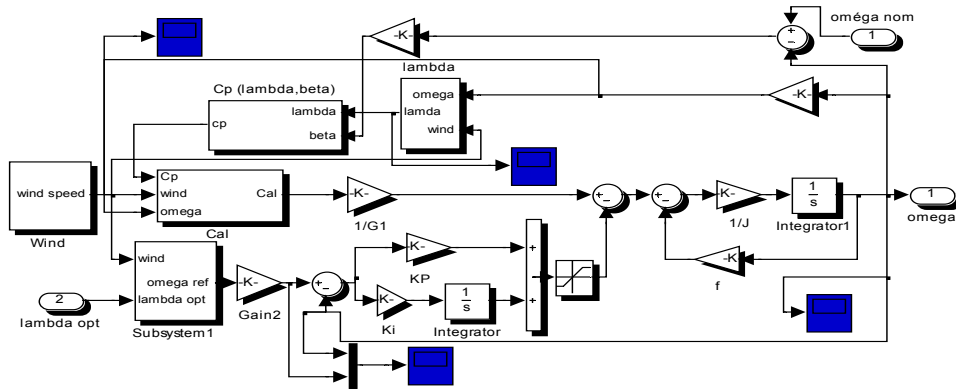 oméga nom
1
-K-
+
-
lambda
Cp (lambda,beta)
omega
lamda
wind
lambda
beta
cp
-K-
wind speed
Wind
Cp
wind
omega
Cal
Cal
-K-
1/G1
+
-
+
-
-K-
1/J
1
s
Integrator1
1
omega
wind
omega ref
lambda opt
Subsystem1
2
lambda opt
-K-
Gain2
+
-
K-
KP
K-
Ki
1
s
Integrator
+
+
-K
f